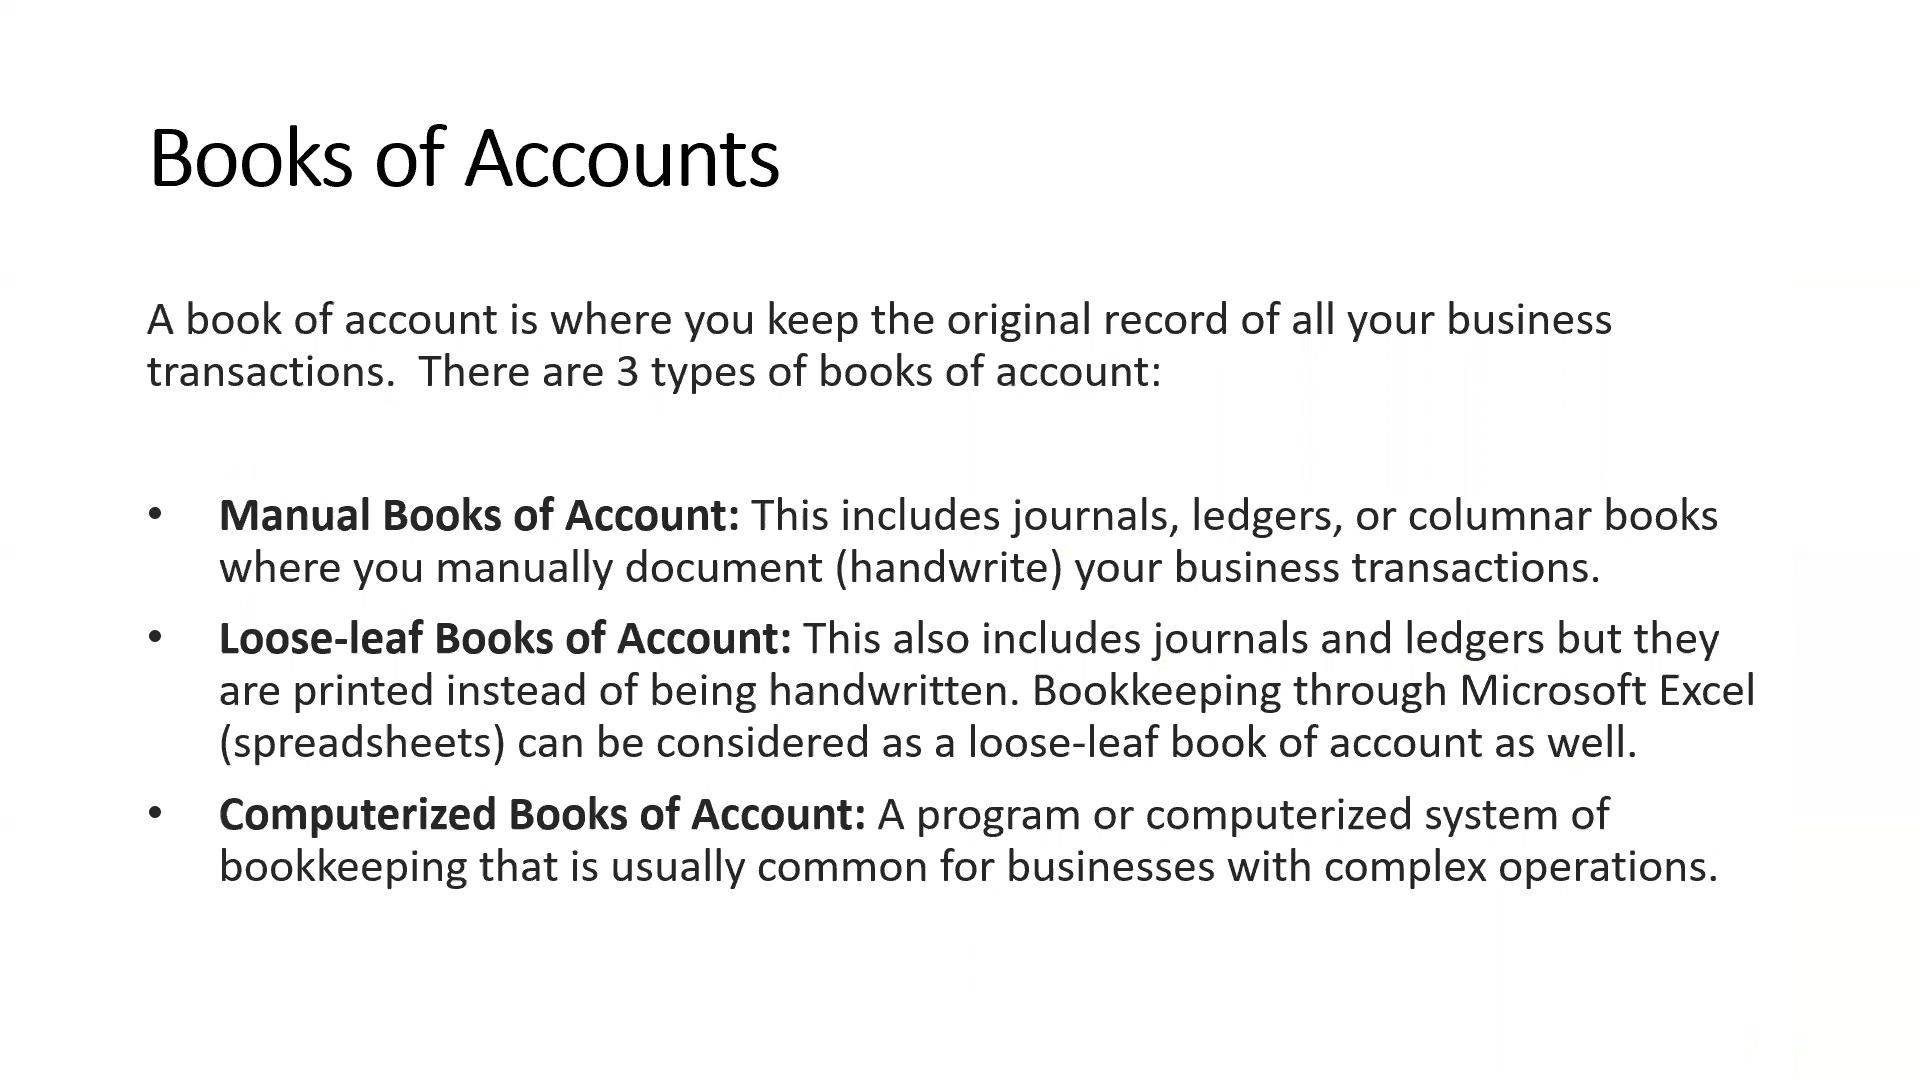 Books of Accounts
A book of account is where you keep the original record of all your business
transactions.  There are 3 types of books of account:
• Manual Books of Account: This includes journals, ledgers, or columnar books
where you manually document (handwrite) your business transactions.
• Loose-leaf Books of Account: This also includes journals and ledgers but they
are printed instead of being handwritten. Bookkeeping through Microsoft Excel
(spreadsheets) can be considered as a loose-leaf book of account as well.
• Computerized Books of Account: A program or computerized system of
bookkeeping that is usually common for businesses with complex operations.